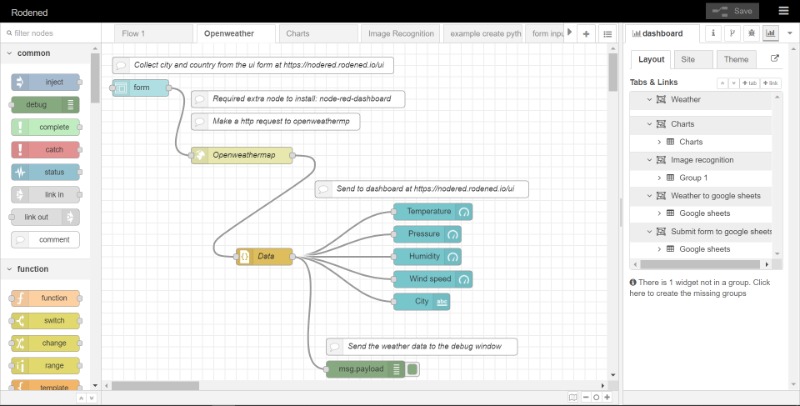 Rodened
Save
filter nodes
Flow 1
Openweather
Charts
Image Recognition
example create pyth
form inpu
dashboard
common
inject
debug
complete
catch
status
link in
link out
comment
function
function
switch
change
range
template
Collect city and country from the ui form at https://nodered.rodened.io/ui
form
Required extra node to install: node-red-dashboard
Make a http request to openweathermp
Openweathermap
Send to dashboard at https://nodered.rodened.io/ui
Temperature
Pressure
Data
Humidity
Wind speed
City
abc
Send the weather data to the debug window
msg.payload
Layout
Site
Theme
Tabs & Links
+ tab
+ link
Weather
Charts
Charts
Image recognition
Group 1
Weather to google sheets
Google sheets
Submit form to google sheets
Google sheets
There is 1 widget not in a group. Click
here to create the missing groups